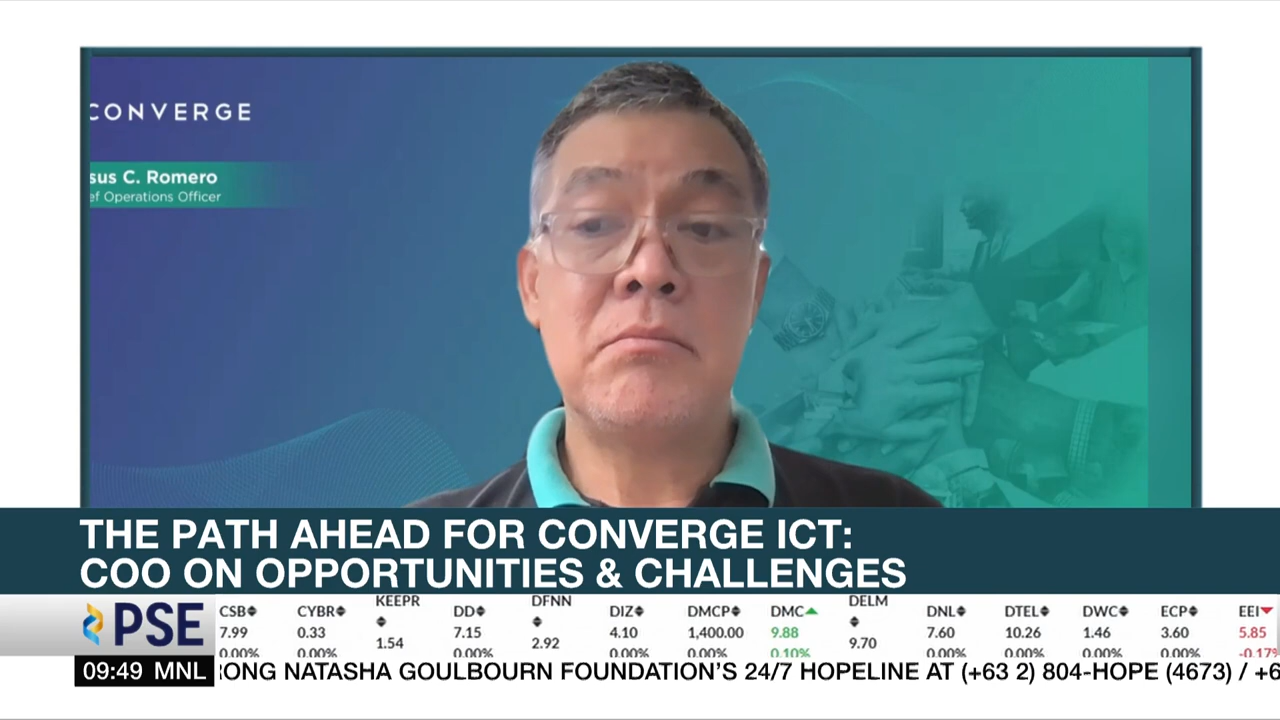 CONVERGE
sus C. Romero
ef Operations Officer
THE PATH AHEAD FOR CONVERGE ICT:
COO ON OPPORTUNITIES & CHALLENGES
PSE
CSB 7.99 0.00%
CYBR 0.33 0.00%
KEEPR 1.54
DD 7.15 0.00%
DFNN 2.92
DIZ 4.10 0.00%
DMCP 1,400.00 0.00%
DMC 9.88 0.10%
DELM 9.70
DNL 7.60 0.00%
DTEL 10.26 0.00%
DWC 1.46 0.00%
ECP 3.60 0.00%
EEI 5.85 -0.17%
09:49 MNL
RONG NATASHA GOULBOURN FOUNDATION'S 24/7 HOPELINE AT (+63 2) 804-HOPE (4673) / +6